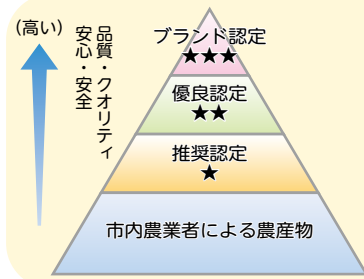 (高い)
品質・クオリティ
安心・安全
ブランド認定
★★★
優良認定
★★
推奨認定
★
市内農業者による農産物